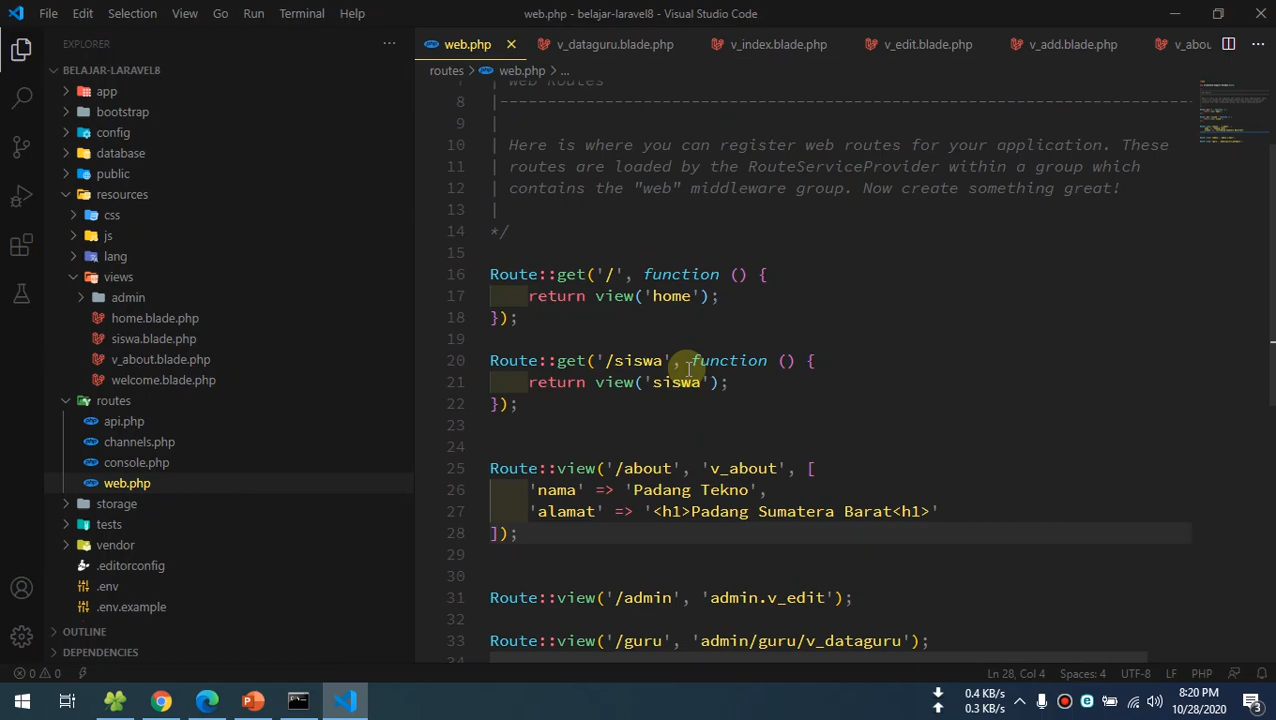 File Edit Selection View Go Run Terminal Help
web.php - belajar-laravel8 - Visual Studio Code
EXPLORER
BELAJAR-LARAVEL8
app
bootstrap
config
database
public
resources
css
js
lang
views
admin
home.blade.php
siswa.blade.php
v_about.blade.php
welcome.blade.php
routes
api.php
channels.php
console.php
web.php
storage
tests
vendor
.editorconfig
.env
.env.example
OUTLINE
DEPENDENCIES
web.php v_dataguru.blade.php v_index.blade.php v_edit.blade.php v_add.blade.php v_abou
routes > web.php > ...
7 | Web Routes
8 |--------------------------------------------------------------------------
9 |
10 | Here is where you can register web routes for your application. These
11 | routes are loaded by the RouteServiceProvider within a group which
12 | contains the "web" middleware group. Now create something great!
13 |
14 */
15
16 Route::get('/', function () {
17 return view('home');
18 });
19
20 Route::get('/siswa', function () {
21 return view('siswa');
22 });
23
24
25 Route::view('/about', 'v_about', [
26 'nama' => 'Padang Tekno',
27 'alamat' => '<h1>Padang Sumatera Barat<h1>'
28 ]);
29
30
31 Route::view('/admin', 'admin.v_edit');
32
33 Route::view('/guru', 'admin/guru/v_dataguru');
34
0 0 Ln 28, Col 4 Spaces: 4 UTF-8 LF PHP
0.4 KB/s
0.3 KB/s
8:20 PM
10/28/2020
3